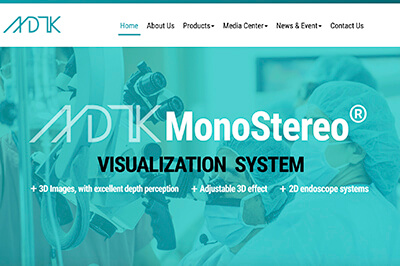 MDTK
Home About Us Products Media Center News & Event Contact Us
MDTK MonoStereo®
VISUALIZATION SYSTEM
+ 3D Images, with excellent depth perception + Adjustable 3D effect + 2D endoscope systems